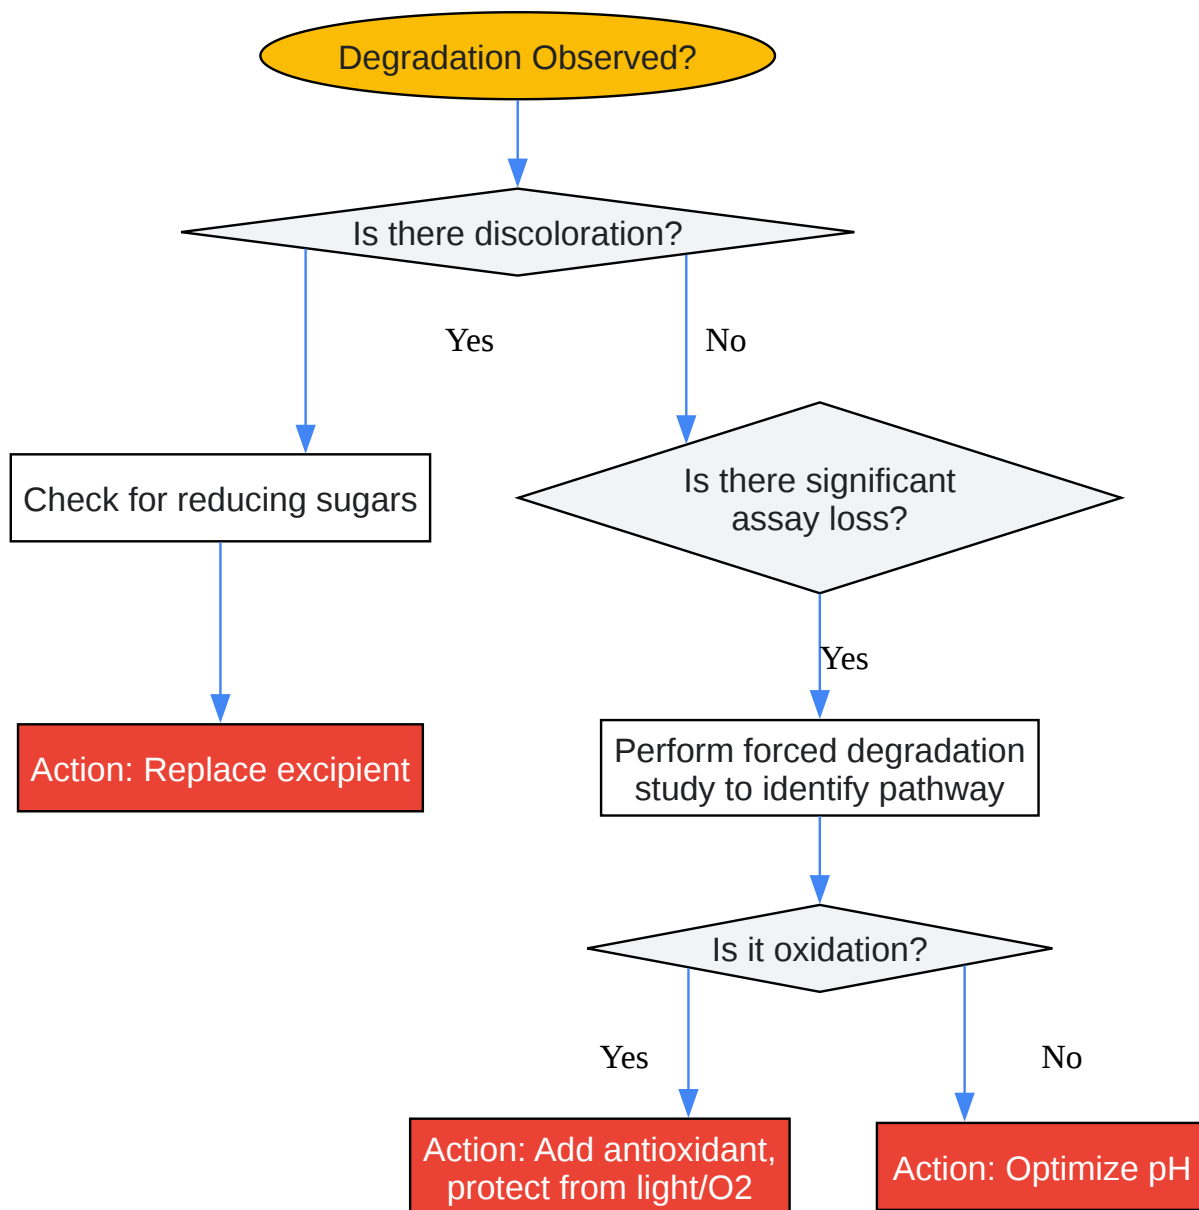 Degradation Observed?
Is there discoloration?
Yes
No
Check for reducing sugars
Is there significant
assay loss?
Yes
Action: Replace excipient
Perform forced degradation
study to identify pathway
Is it oxidation?
Yes
No
Action: Add antioxidant,
protect from light/O2
Action: Optimize pH